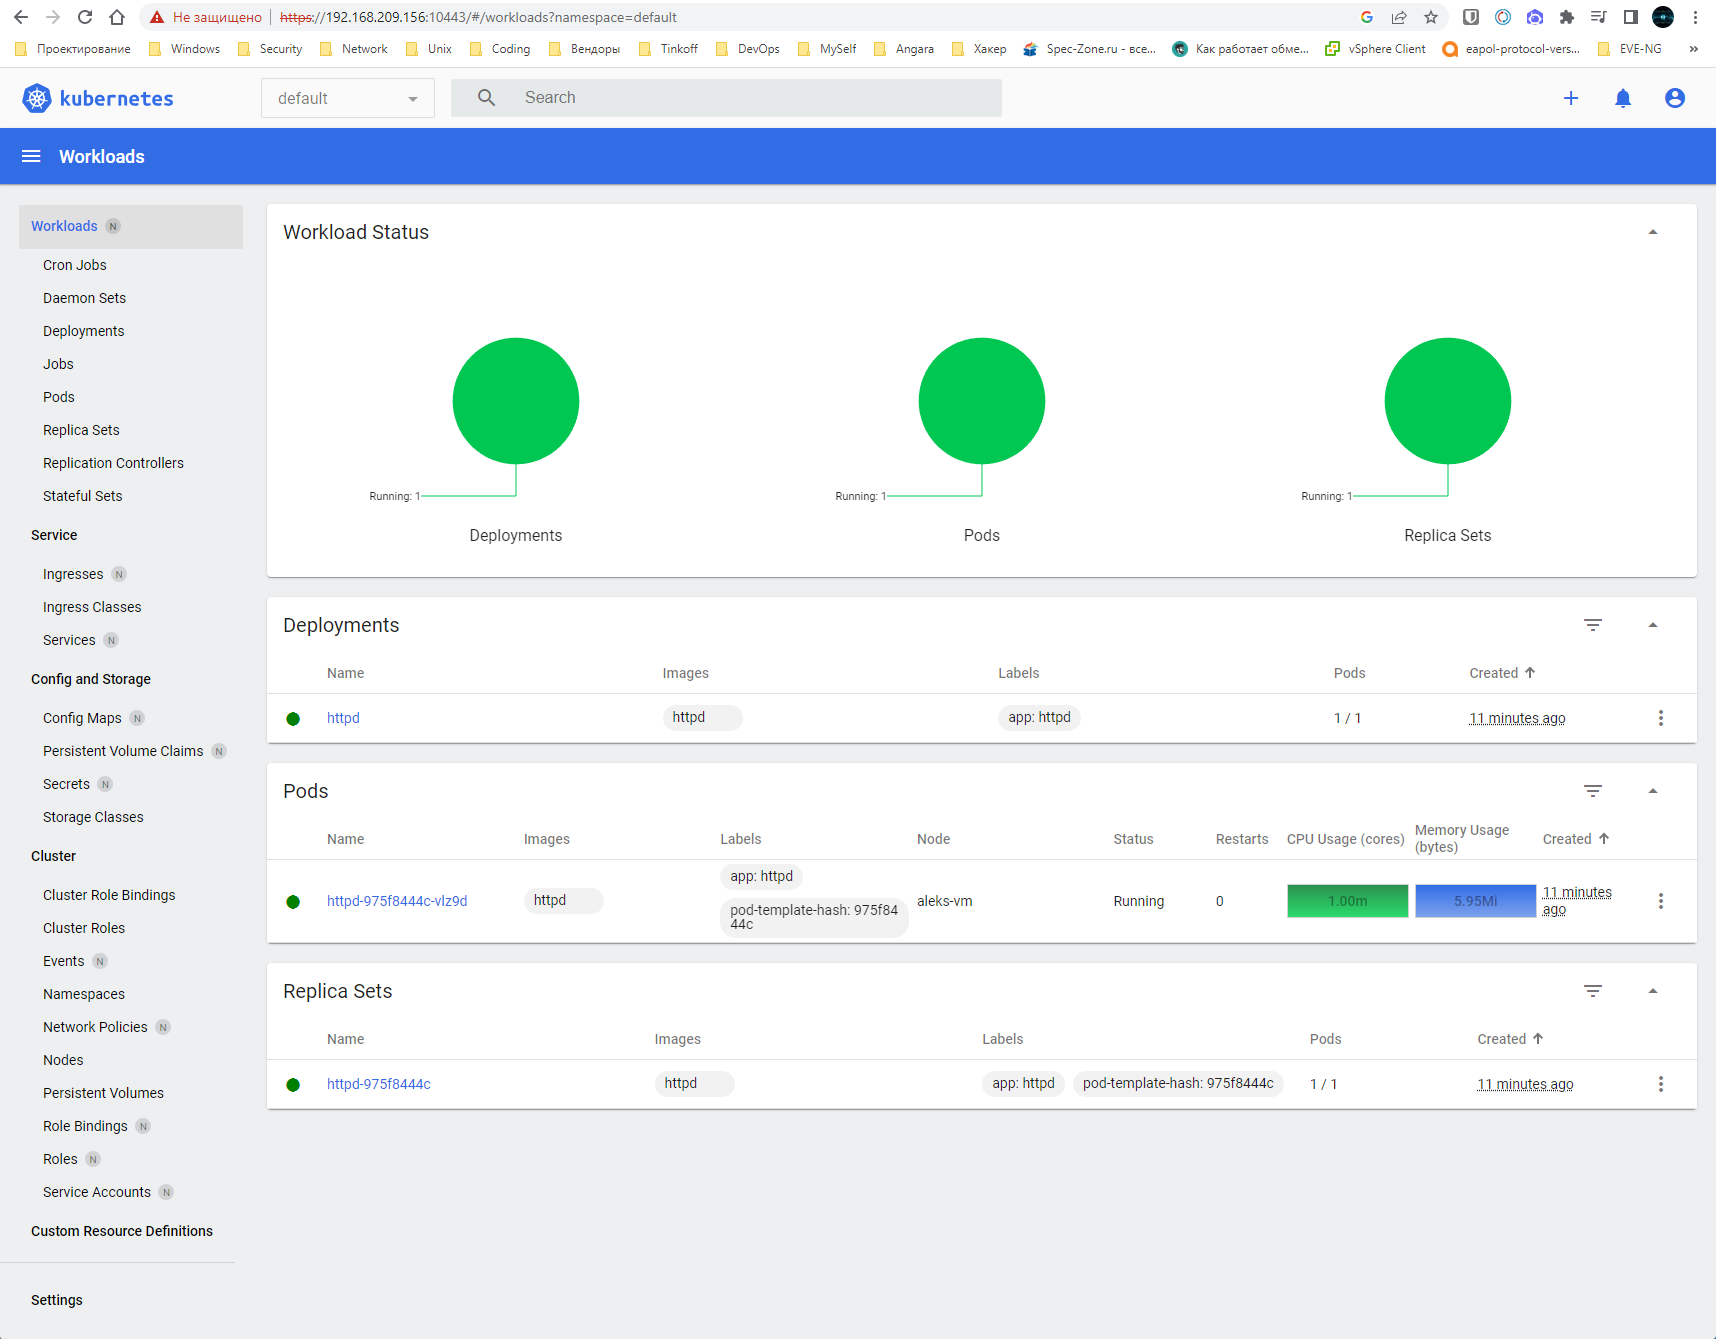 Не защищено https://192.168.209.156:10443/#/workloads?namespace=default
Проектирование Windows Security Network Unix Coding Вендоры Tinkoff DevOps MySelf Angara Хакер Spec-Zone.ru - все... Как работает обме... vSphere Client eapol-protocol-vers... EVE-NG »
kubernetes default Search
Workloads
Workloads N
Cron Jobs
Daemon Sets
Deployments
Jobs
Pods
Replica Sets
Replication Controllers
Stateful Sets
Service
Ingresses N
Ingress Classes
Services N
Config and Storage
Config Maps N
Persistent Volume Claims N
Secrets N
Storage Classes
Cluster
Cluster Role Bindings
Cluster Roles
Events N
Namespaces
Network Policies N
Nodes
Persistent Volumes
Role Bindings N
Roles N
Service Accounts N
Custom Resource Definitions
Settings
Workload Status
Running: 1 Running: 1 Running: 1
Deployments Pods Replica Sets
Deployments
Name Images Labels Pods Created
httpd httpd app: httpd 1 / 1 11 minutes ago
Pods
Name Images Labels Node Status Restarts CPU Usage (cores) Memory Usage
(bytes) Created
httpd-975f8444c-vlz9d httpd app: httpd
pod-template-hash: 975f84
44c aleks-vm Running 0 1.00m 5.95Mi 11 minutes
ago
Replica Sets
Name Images Labels Pods Created
httpd-975f8444c httpd app: httpd pod-template-hash: 975f8444c 1 / 1 11 minutes ago